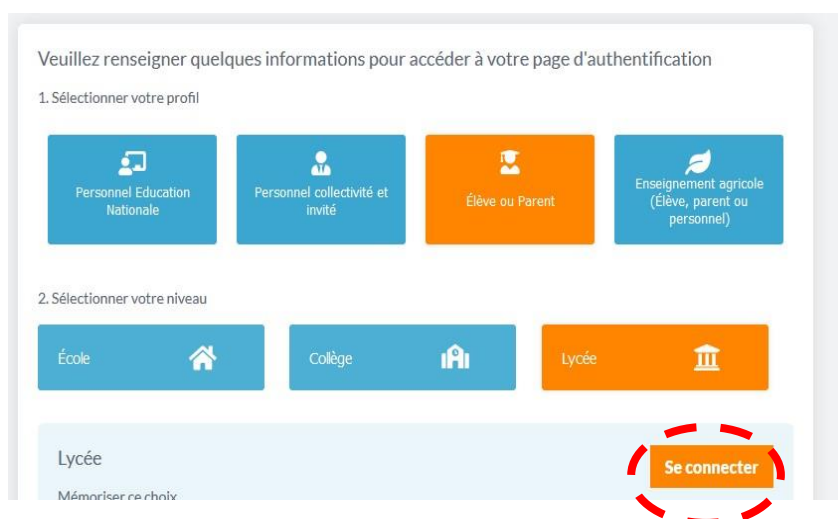 Veuillez renseigner quelques informations pour accéder à votre page d'authentification
1. Sélectionner votre profil
Personnel Education
Nationale
Personnel collectivité et
invité
Élève ou Parent
Enseignement agricole
(Élève, parent ou
personnel)
2. Sélectionner votre niveau
École
Collège
Lycée
Lycée
Se connecter
Mémoriser ce choix